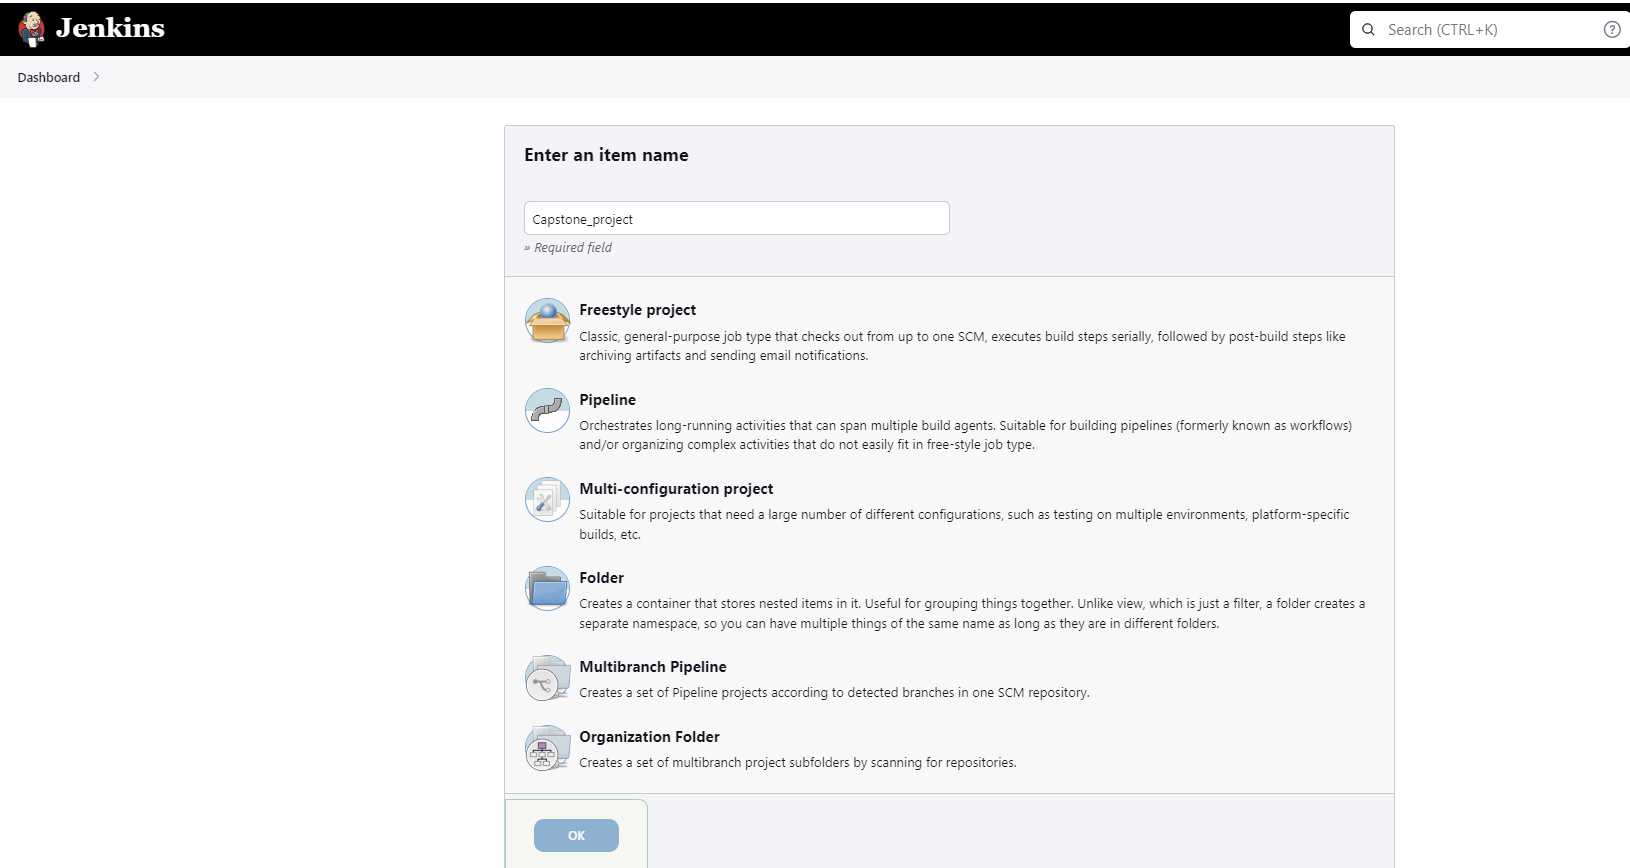 Jenkins
Search (CTRL+K)
?
Dashboard
Enter an item name
Capstone_project
» Required field
Freestyle project
Classic, general-purpose job type that checks out from up to one SCM, executes build steps serially, followed by post-build steps like
archiving artifacts and sending email notifications.
Pipeline
Orchestrates long-running activities that can span multiple build agents. Suitable for building pipelines (formerly known as workflows)
and/or organizing complex activities that do not easily fit in free-style job type.
Multi-configuration project
Suitable for projects that need a large number of different configurations, such as testing on multiple environments, platform-specific
builds, etc.
Folder
Creates a container that stores nested items in it. Useful for grouping things together. Unlike view, which is just a filter, a folder creates a
separate namespace, so you can have multiple things of the same name as long as they are in different folders.
Multibranch Pipeline
Creates a set of Pipeline projects according to detected branches in one SCM repository.
Organization Folder
Creates a set of multibranch project subfolders by scanning for repositories.
OK